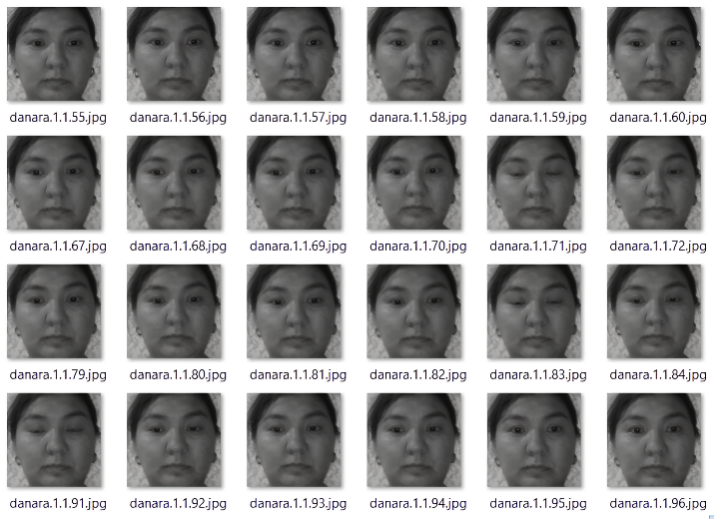 danara.1.1.55.jpg danara.1.1.56.jpg danara.1.1.57.jpg danara.1.1.58.jpg danara.1.1.59.jpg danara.1.1.60.jpg
danara.1.1.67.jpg danara.1.1.68.jpg danara.1.1.69.jpg danara.1.1.70.jpg danara.1.1.71.jpg danara.1.1.72.jpg
danara.1.1.79.jpg danara.1.1.80.jpg danara.1.1.81.jpg danara.1.1.82.jpg danara.1.1.83.jpg danara.1.1.84.jpg
danara.1.1.91.jpg danara.1.1.92.jpg danara.1.1.93.jpg danara.1.1.94.jpg danara.1.1.95.jpg danara.1.1.96.jpg